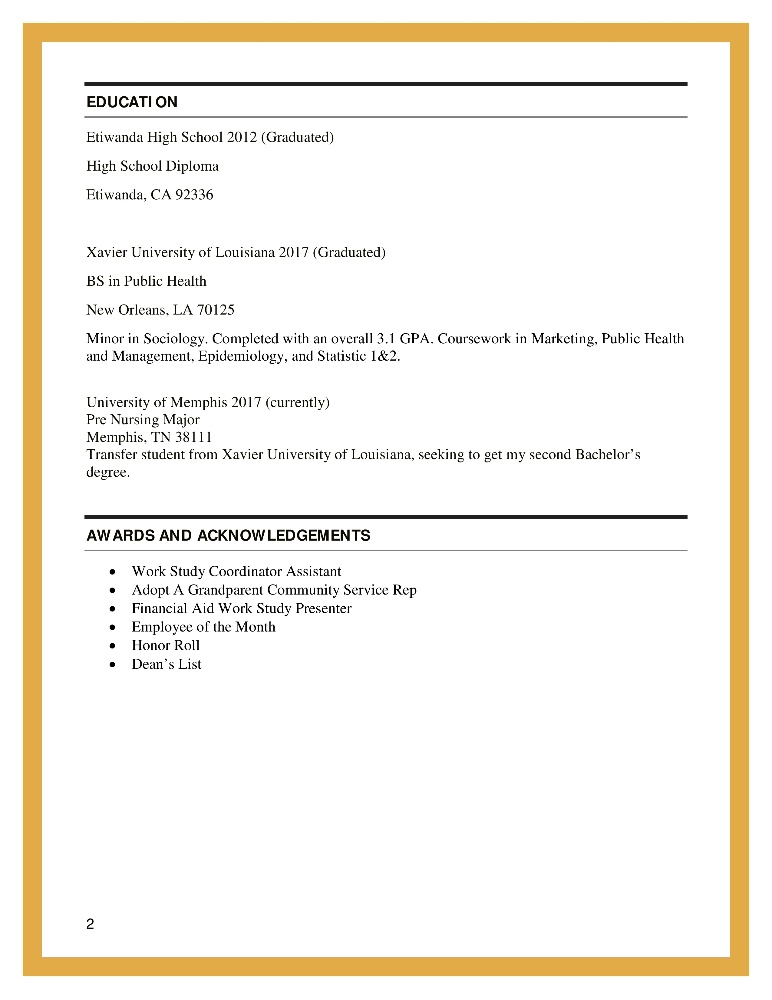 EDUCATION
Etiwanda High School 2012 (Graduated)
High School Diploma
Etiwanda, CA 92336
Xavier University of Louisiana 2017 (Graduated)
BS in Public Health
New Orleans, LA 70125
Minor in Sociology. Completed with an overall 3.1 GPA. Coursework in Marketing, Public Health
and Management, Epidemiology, and Statistic 1&2.
University of Memphis 2017 (currently)
Pre Nursing Major
Memphis, TN 38111
Transfer student from Xavier University of Louisiana, seeking to get my second Bachelor’s
degree.
AWARDS AND ACKNOWLEDGEMENTS
• Work Study Coordinator Assistant
• Adopt A Grandparent Community Service Rep
• Financial Aid Work Study Presenter
• Employee of the Month
• Honor Roll
• Dean’s List
2